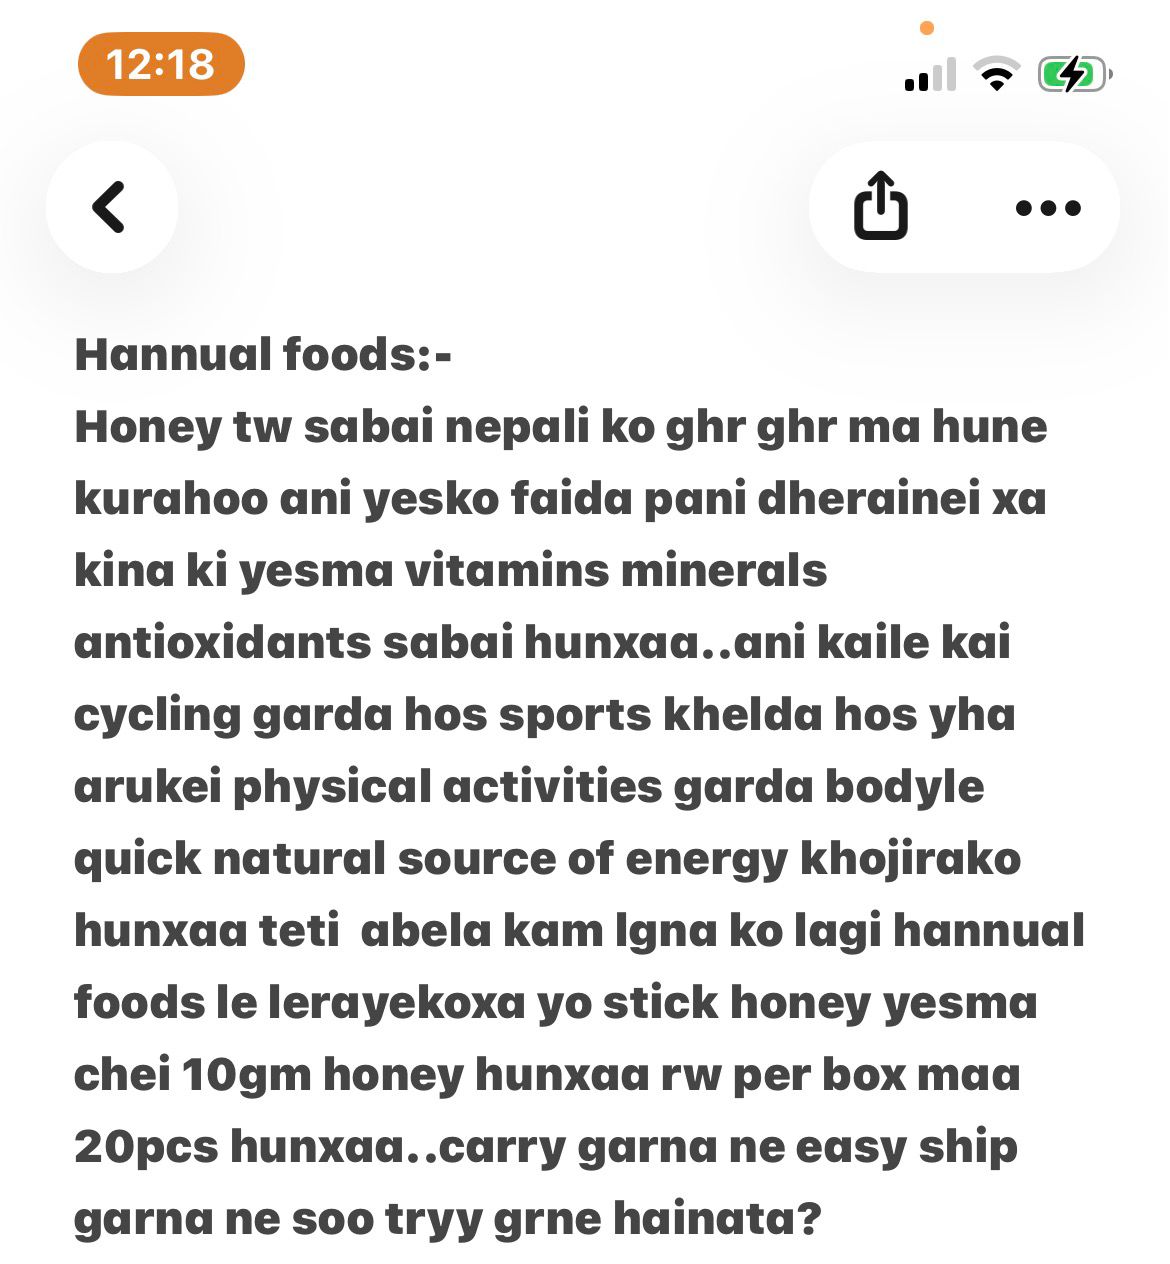 12:18
Hannual foods:-
Honey tw sabai nepali ko ghr ghr ma hune
kurahoo ani yesko faida pani dherainei xa
kina ki yesma vitamins minerals
antioxidants sabai hunxaa..ani kaile kai
cycling garda hos sports khelda hos yha
arukei physical activities garda bodyle
quick natural source of energy khojirako
hunxaa teti  abela kam lgna ko lagi hannual
foods le lerayekoxa yo stick honey yesma
chei 10gm honey hunxaa rw per box maa
20pcs hunxaa..carry garna ne easy ship
garna ne soo tryy grne hainata?